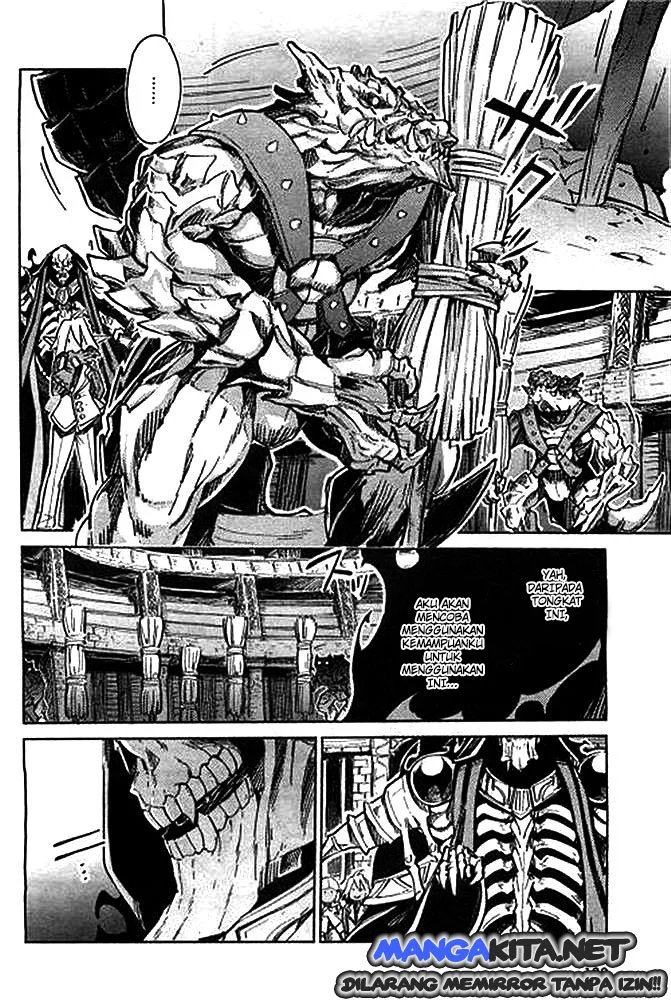 .......
YAH,
DARIPADA
TONGKAT
INI,
AKU AKAN
MENCOBA
MENGGUNAKAN
KEMAMPUANKU
UNTUK
MENGGUNAKAN
INI...
...
MANGAKITA.NET
DILARANG MEMIRROR TANPA IZIN!!